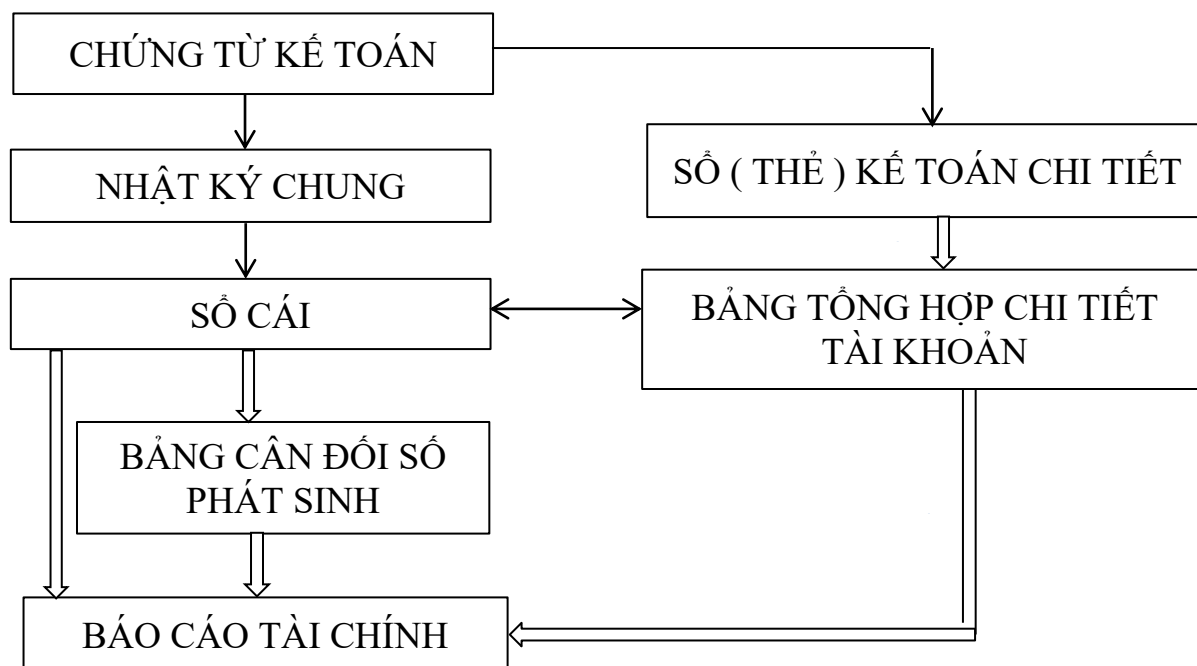 CHỨNG TỪ KẾ TOÁN
NHẬT KÝ CHUNG
SỔ ( THẺ ) KẾ TOÁN CHI TIẾT
SỔ CÁI
BẢNG TỔNG HỢP CHI TIẾT
TÀI KHOẢN
BẢNG CÂN ĐỐI SỐ
PHÁT SINH
BÁO CÁO TÀI CHÍNH